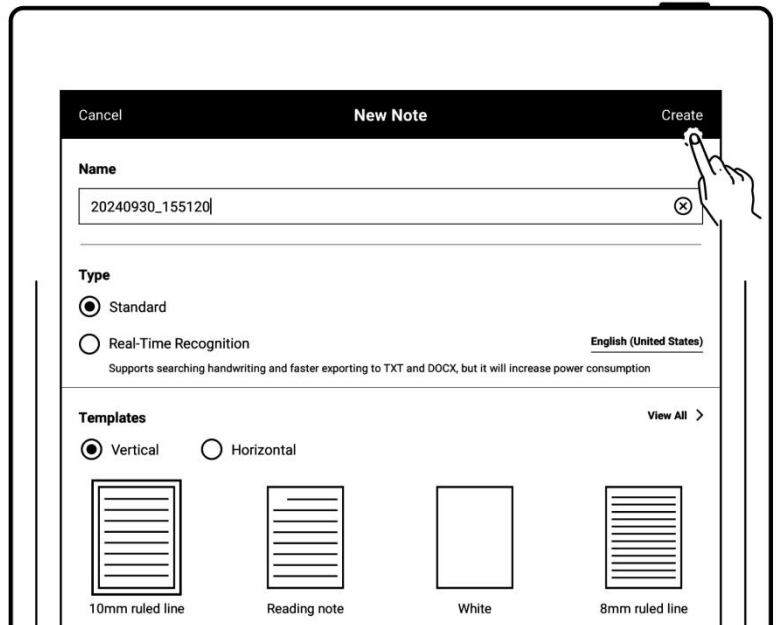 Cancel New Note Create
Name
20240930_155120
Type
Standard
Real-Time Recognition English (United States)
Supports searching handwriting and faster exporting to TXT and DOCX, but it will increase power consumption
Templates View All
Vertical Horizontal
10mm ruled line Reading note White 8mm ruled line